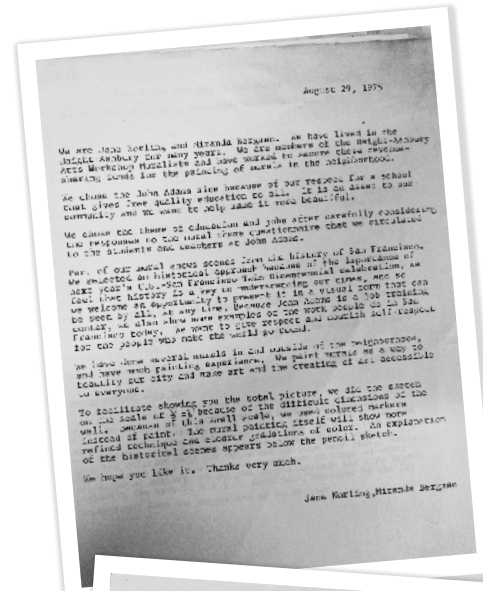 August 29, 1975
We are Jane Norling and Miranda Bergman. We have lived in the
Haight Ashbury for many years. We are members of the Haight-Ashbury
Arts Workshop Muralists and have worked to secure these revenue-
sharing funds for the painting of murals in the neighborhood.
We chose the John Adams site because of our respect for a school
that gives free quality education to all. It is an asset to our
community and we want to help make it more beautiful.
We chose the theme of education and jobs after carefully considering
the responses to the mural theme questionnaire that we circulated
to the students and teachers at John Adams.
Part of our mural shows scenes from the history of San Francisco.
We selected an historical approach because of the importance of
next year's U.S.-San Francisco Twin Bicentennial celebration. We
feel that history is a key in understanding our times, and so
we welcome an opportunity to present it in a visual form that can
be seen by all, at any time. Because John Adams is a job training
center, we also show some examples of the work people do in San
Francisco today. We want to give respect and nourish self-respect
for the people who make the world go round.
We have done several murals in and outside of the neighborhood,
and have much painting experience. We paint murals as a way to
beautify our city and make art and the creating of art accessible
to everyone.
To facilitate showing you the total picture, we did the sketch
on the scale of because of the difficult dimensions of the
wall. Because of this small scale, we used colored markers
instead of paint. The mural painting itself will show more
refined technique and clearer gradations of color. An explanation
of the historical scenes appears below the pencil sketch.
We hope you like it. Thanks very much.
Jane Norling,Miranda Bergman